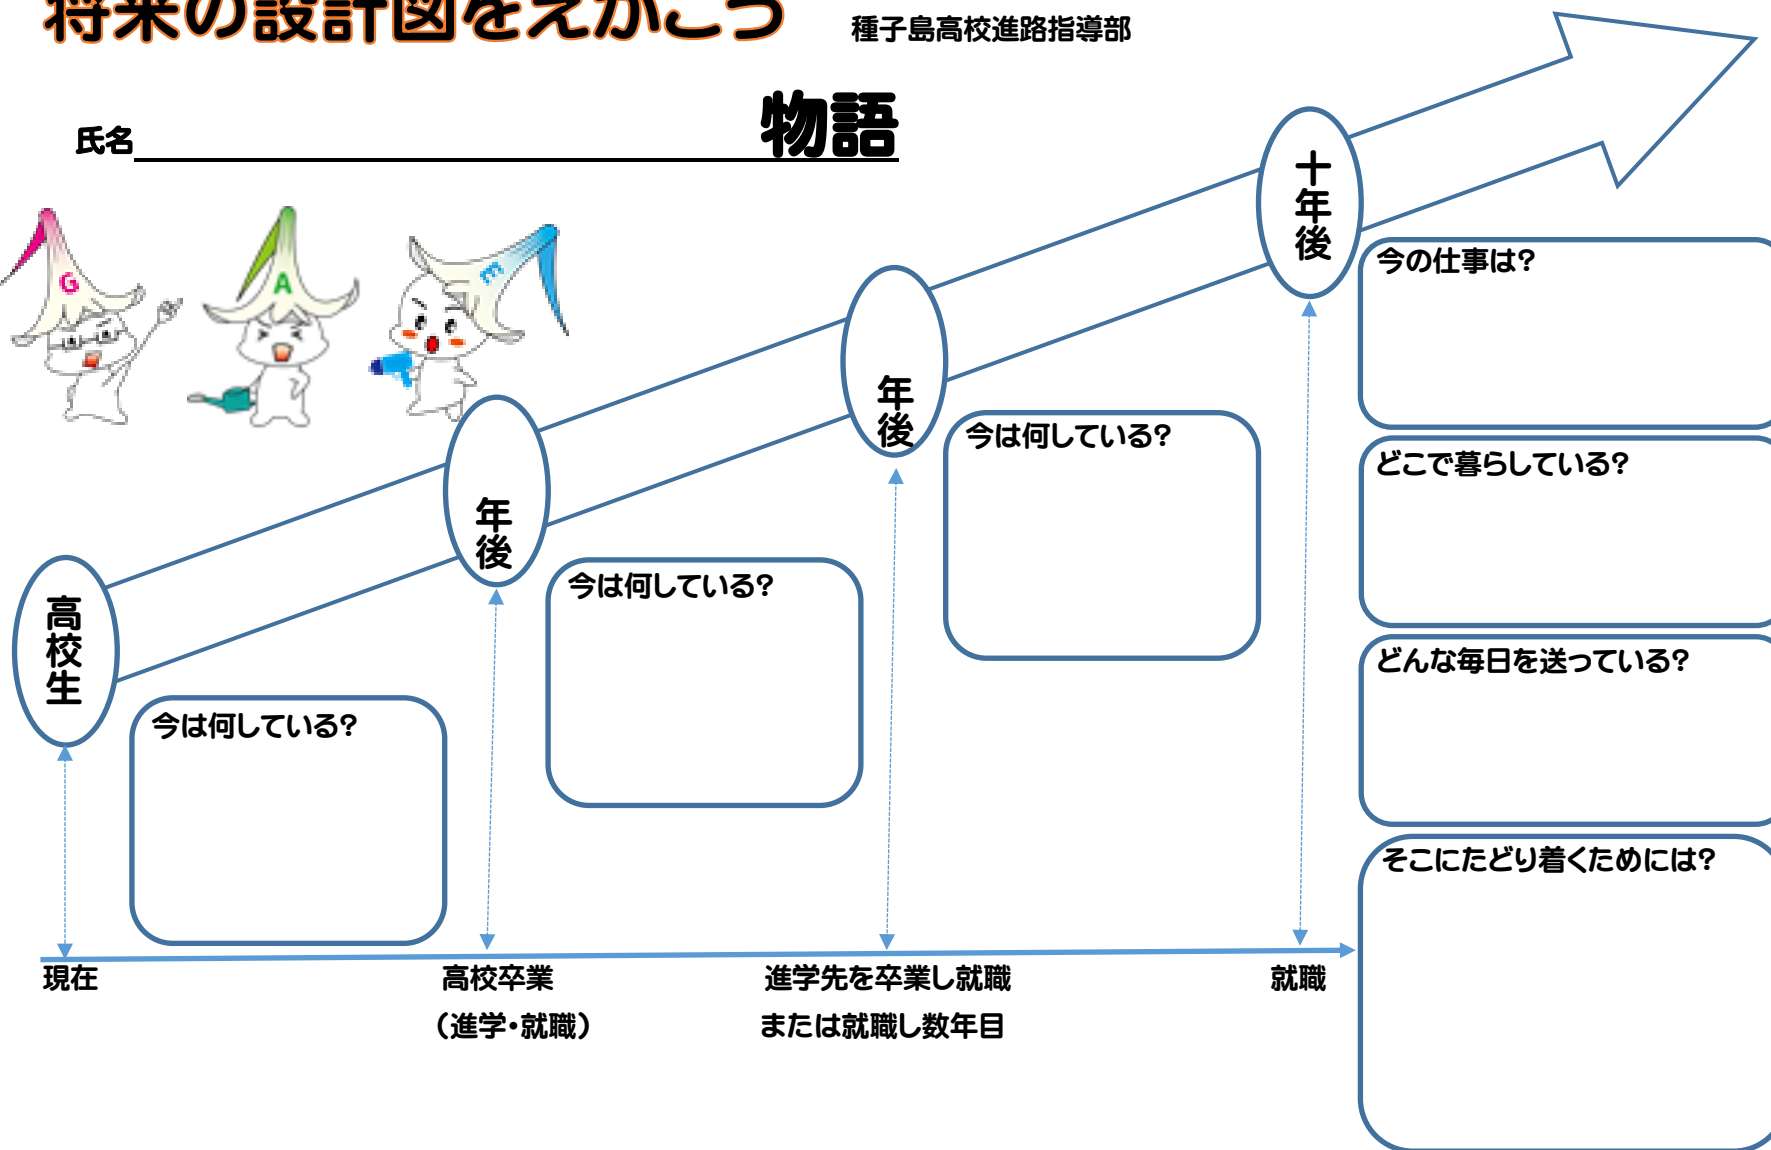 将来の設計図をえがこう
種子島高校進路指導部
氏名
物語
G
A
E
高校生
年後
年後
十年後
今は何している?
今は何している?
今は何している?
今の仕事は?
どこで暮らしている?
どんな毎日を送っている?
そこにたどり着くためには?
現在
高校卒業
(進学・就職)
進学先を卒業し就職
または就職し数年目
就職